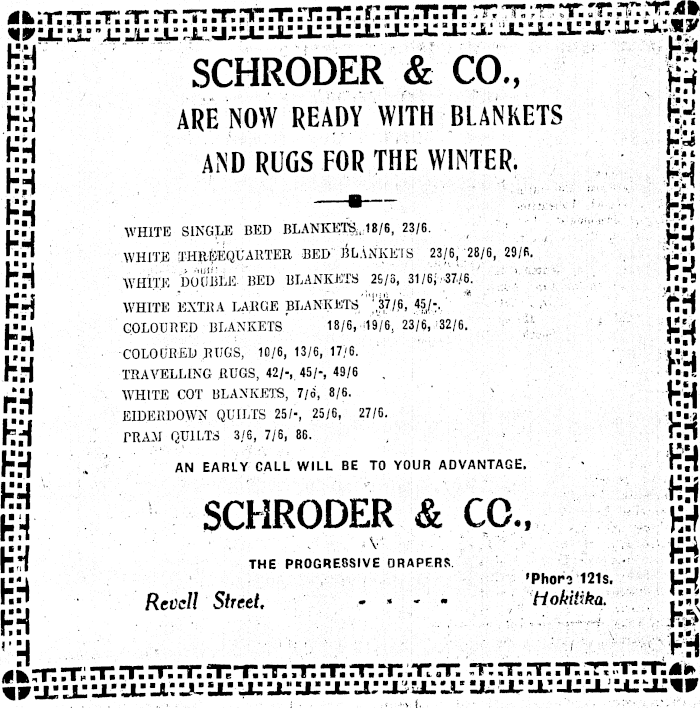 SCHRODER & CO.,
ARE NOW READY WITH BLANKETS
AND RUGS FOR THE WINTER.
WHITE SINGLE BED BLANKETS, 18/6, 23/6.
WHITE THREEQUARTER BED BLANKETS 23/6, 28/6, 29/6.
WHITE DOUBLE BED BLANKETS 29/6, 31/6, 37/6.
WHITE EXTRA LARGE BLANKETS 37/6, 45/-.
COLOURED BLANKETS 18/6, 19/6, 23/6, 32/6.
COLOURED RUGS, 10/6, 13/6, 17/6.
TRAVELLING RUGS, 42/-, 45/-, 49/6
WHITE COT BLANKETS, 7/6, 8/6.
EIDERDOWN QUILTS 25/-, 25/6, 27/6.
PRAM QUILTS 3/6, 7/6, 86.
AN EARLY CALL WILL BE TO YOUR ADVANTAGE.
SCHRODER & CO.,
THE PROGRESSIVE DRAPERS.
'Phone 121s.
Revell Street, - - - - Hokitika.